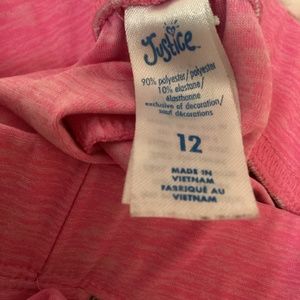 Justice
90% polyester/polyester
10% elastane/
élasthanne
exclusive of decoration/
sauf décorations
12
MADE IN
VIETNAM
FABRIQUÉ AU
VIETNAM